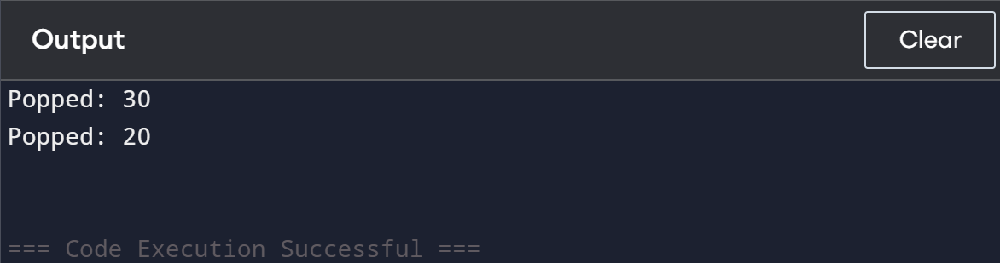 Output
Clear
Popped: 30
Popped: 20
=== Code Execution Successful ===